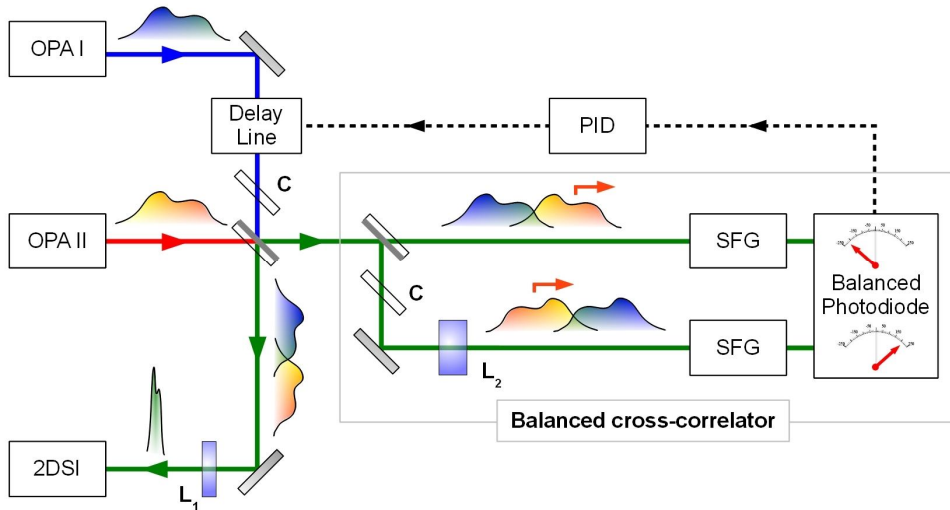 OPA I
Delay
Line
PID
C
OPA II
SFG
Balanced
Photodiode
C
L2
SFG
Balanced cross-correlator
2DSI
L1